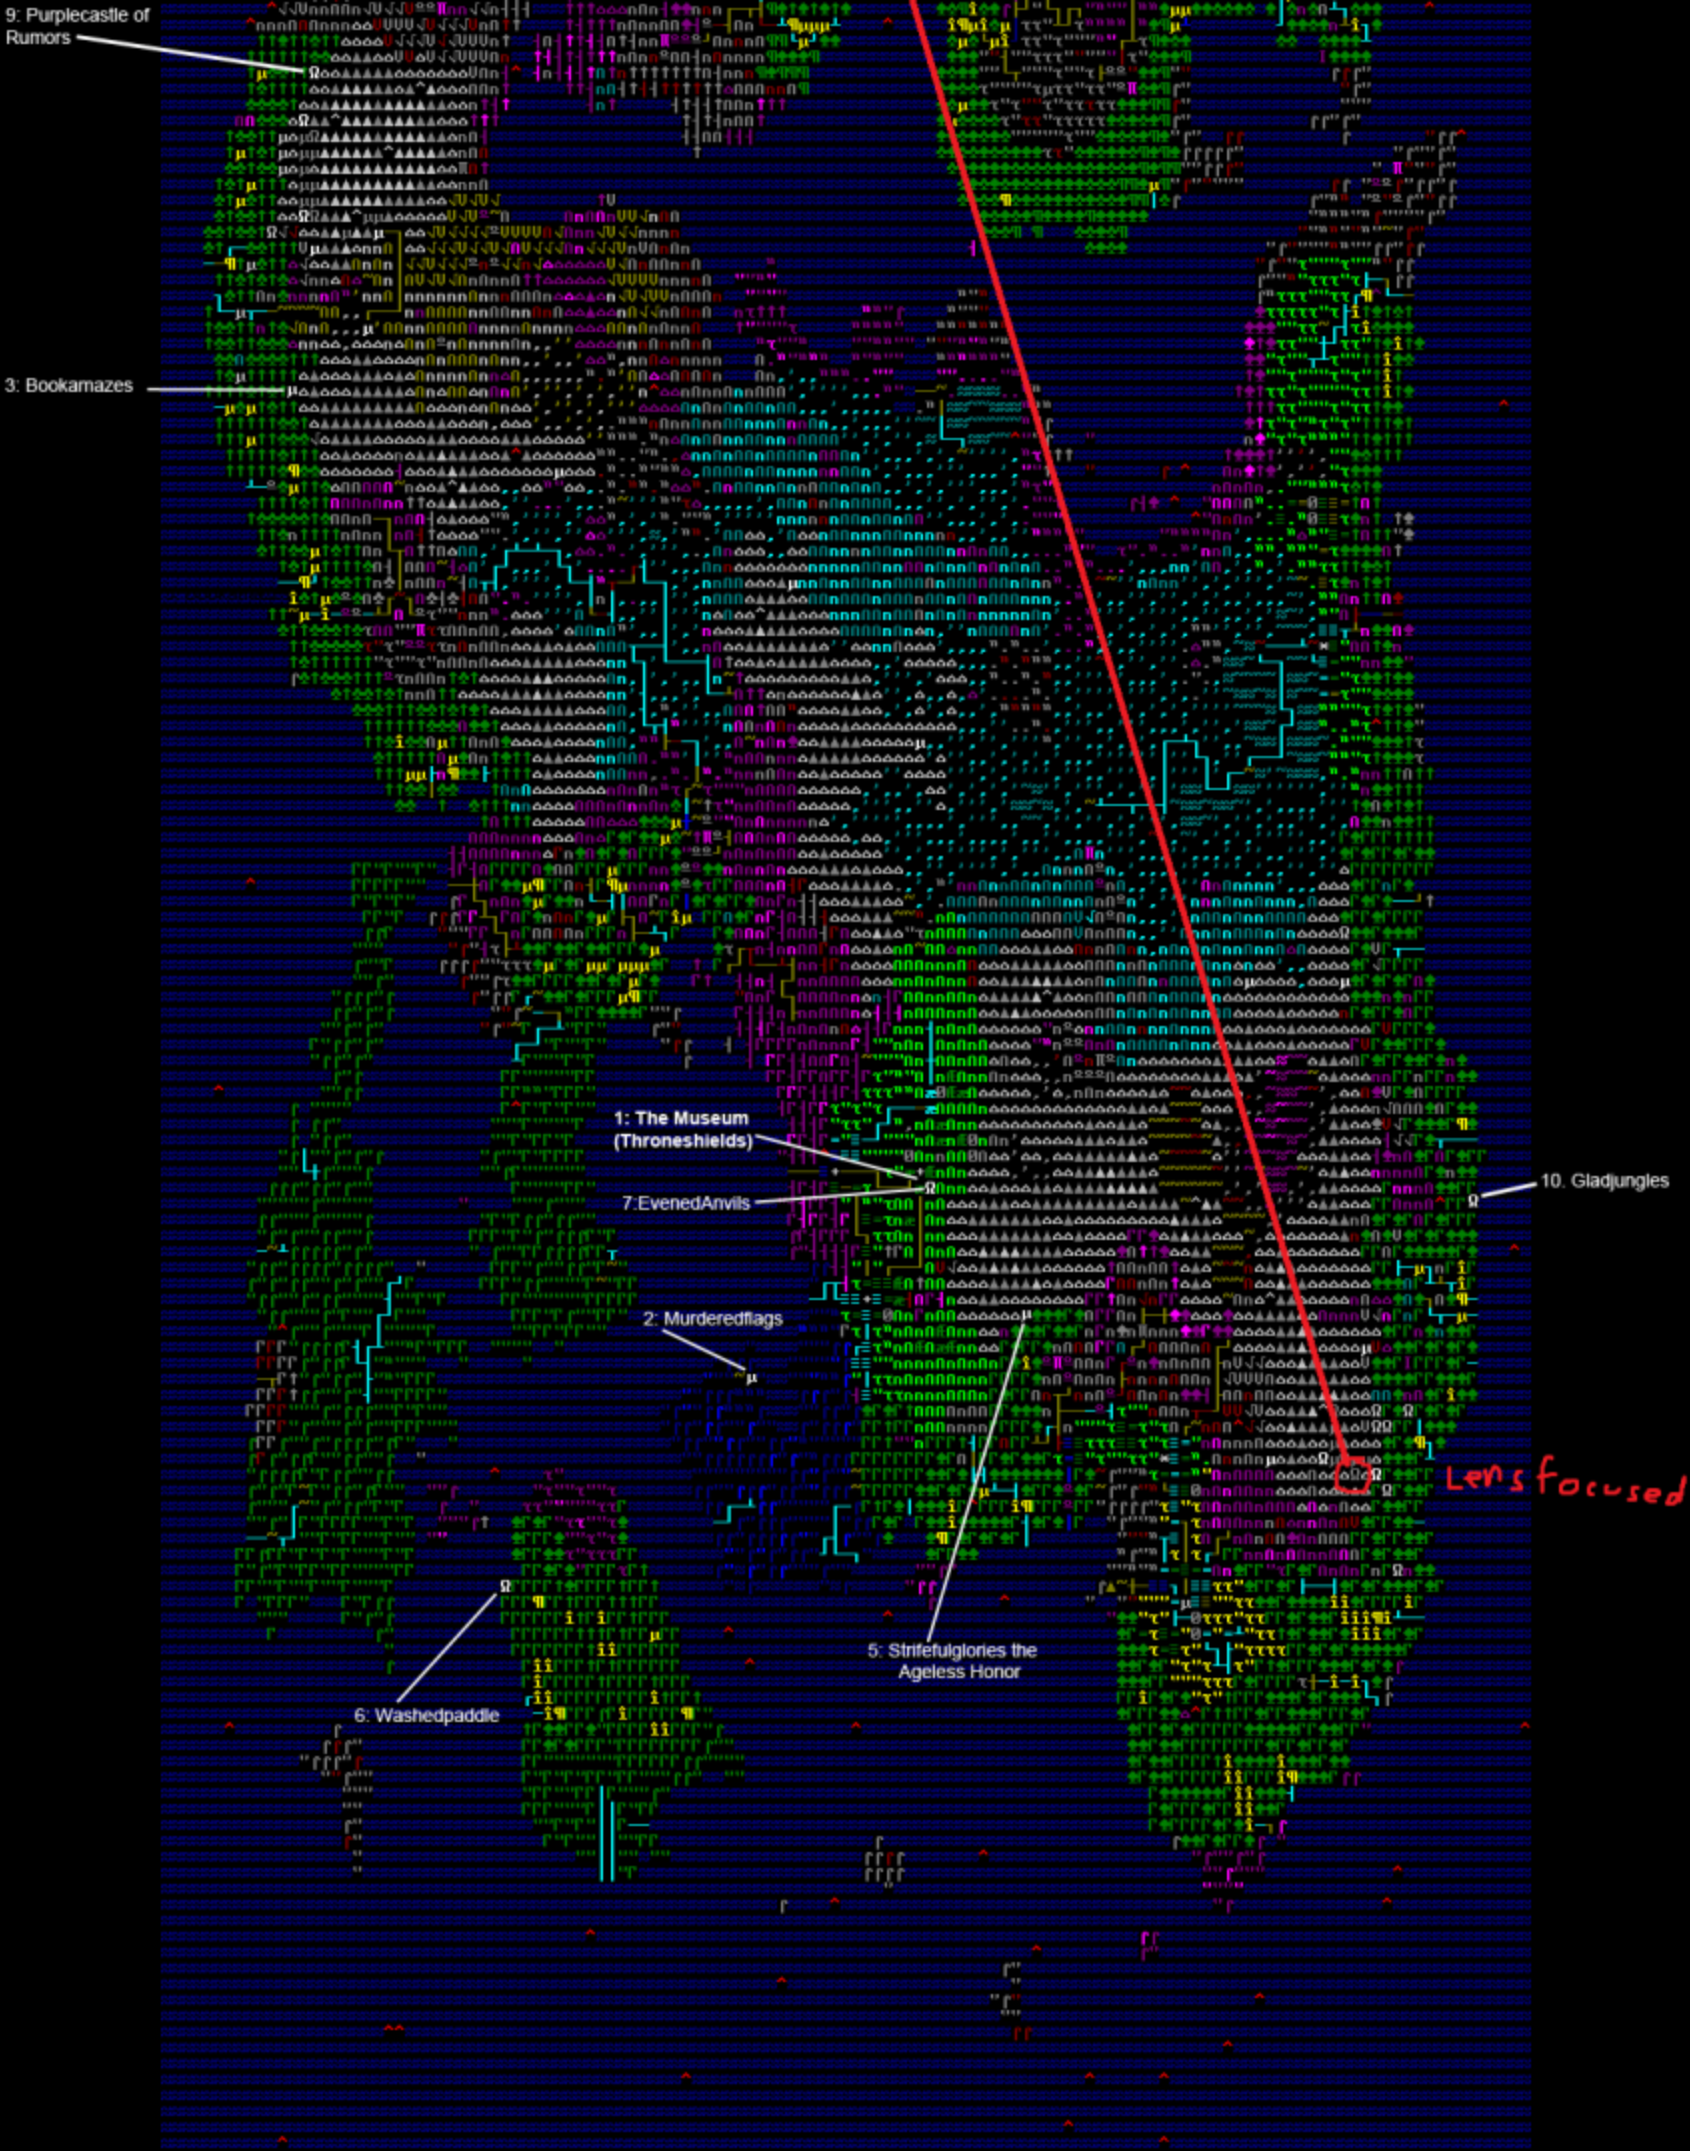 9: Purplecastle of
Rumors
3: Bookamazes
1: The Museum
(Throneshields)
7:EvenedAnvils
10. Gladjungles
2: Murderedflags
Lens focused
5: Strifefulglories the
Ageless Honor
6: Washedpaddle